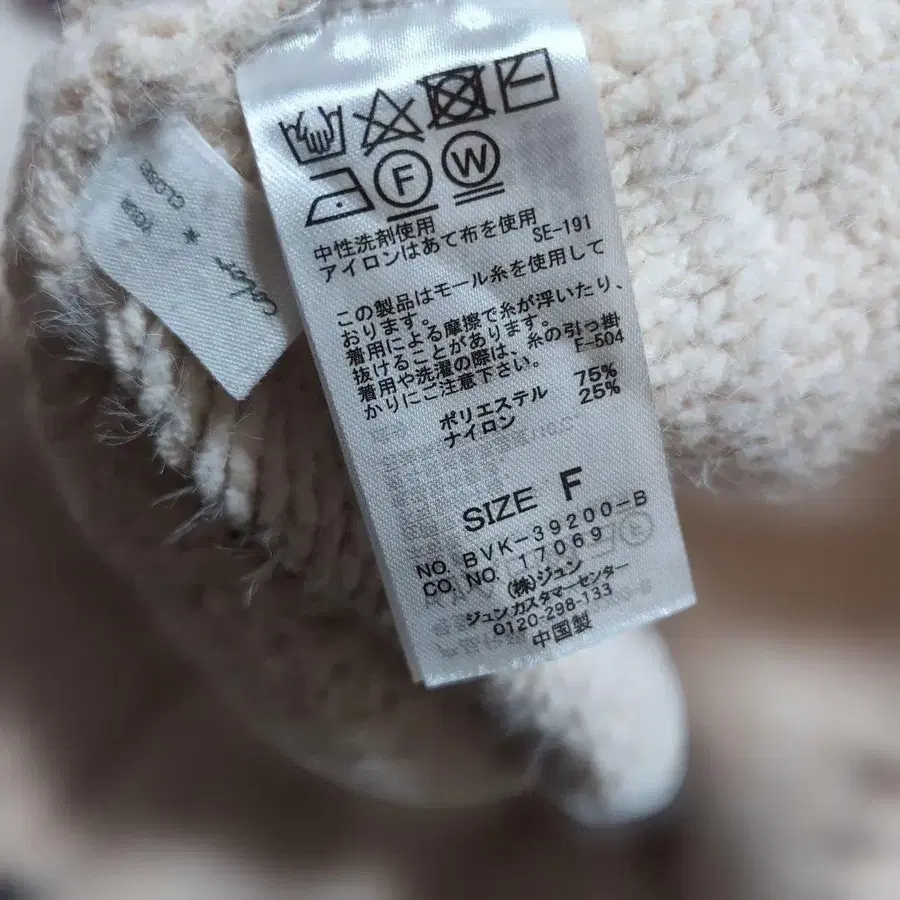 F
W
中性洗剤使用
アイロンはあて布を使用
SE-191
この製品はモール糸を使用して
おります。
着用による摩擦で糸が浮いたり、
抜けることがあります。
着用や洗濯の際は、糸の引っ掛
かりにご注意下さい。
F-504
ポリエステル 75%
ナイロン 25%
SIZE F
NO. BVK-39200-B
CO. NO. 17069
(株)ジュン
ジュンカスタマーセンター
0120-298-133
中国製